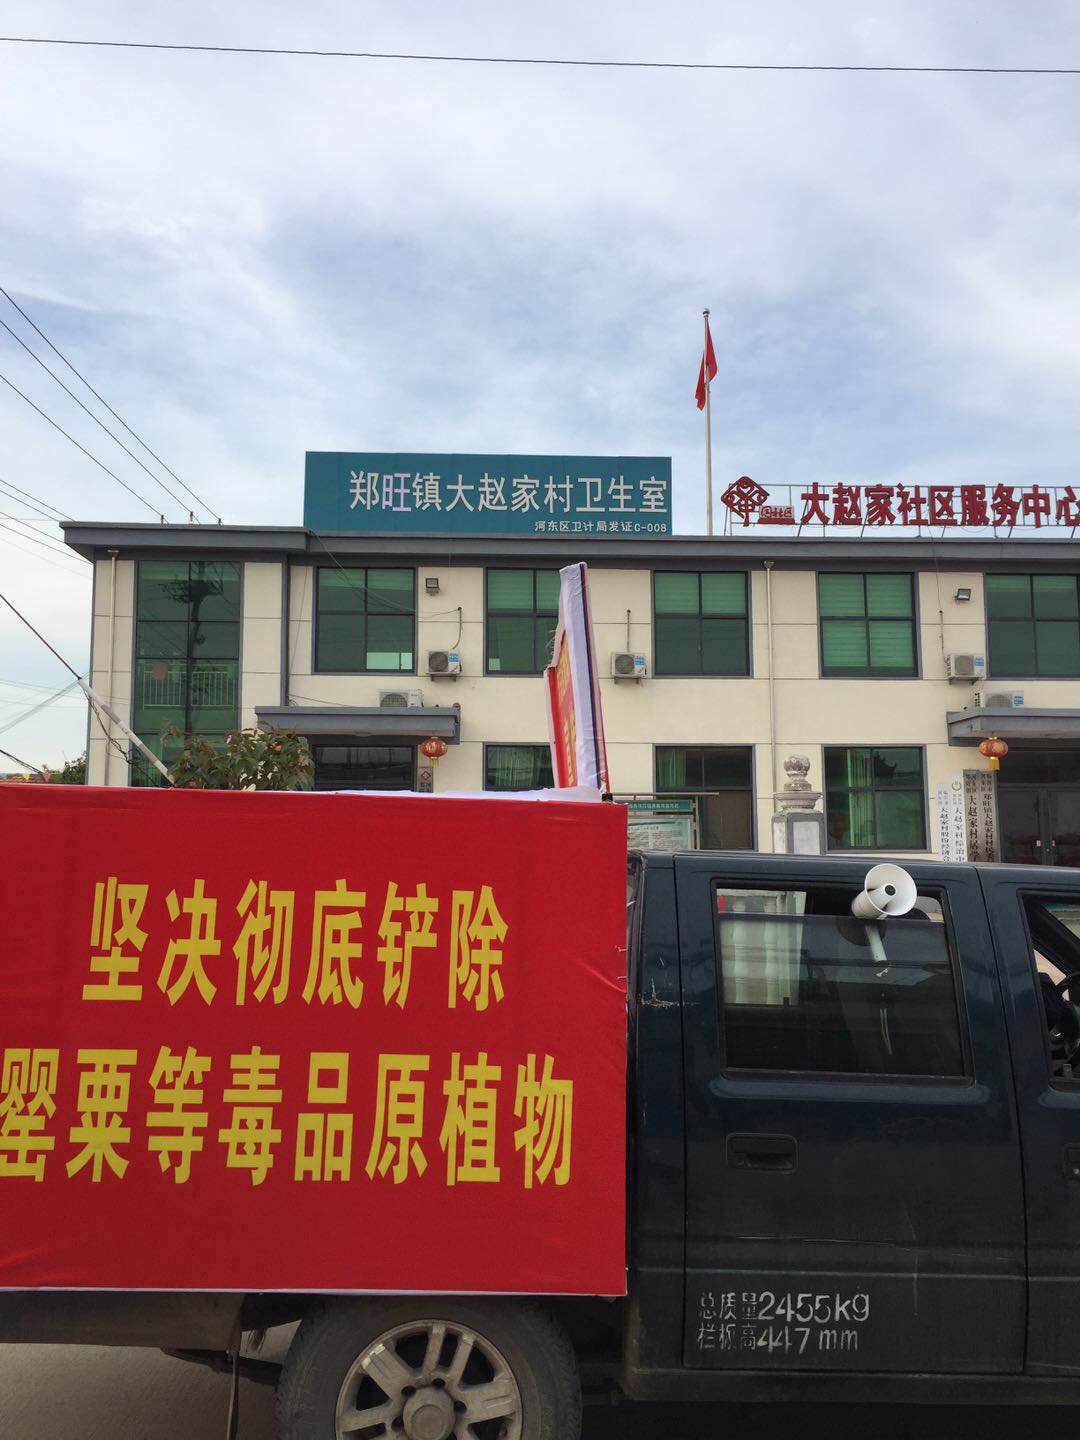 郑旺镇大赵家村卫生室
河东区卫计局发证C-008
大赵家社区服务中心
坚决彻底铲除
罂粟等毒品原植物
总质量2455kg
栏板高447mm